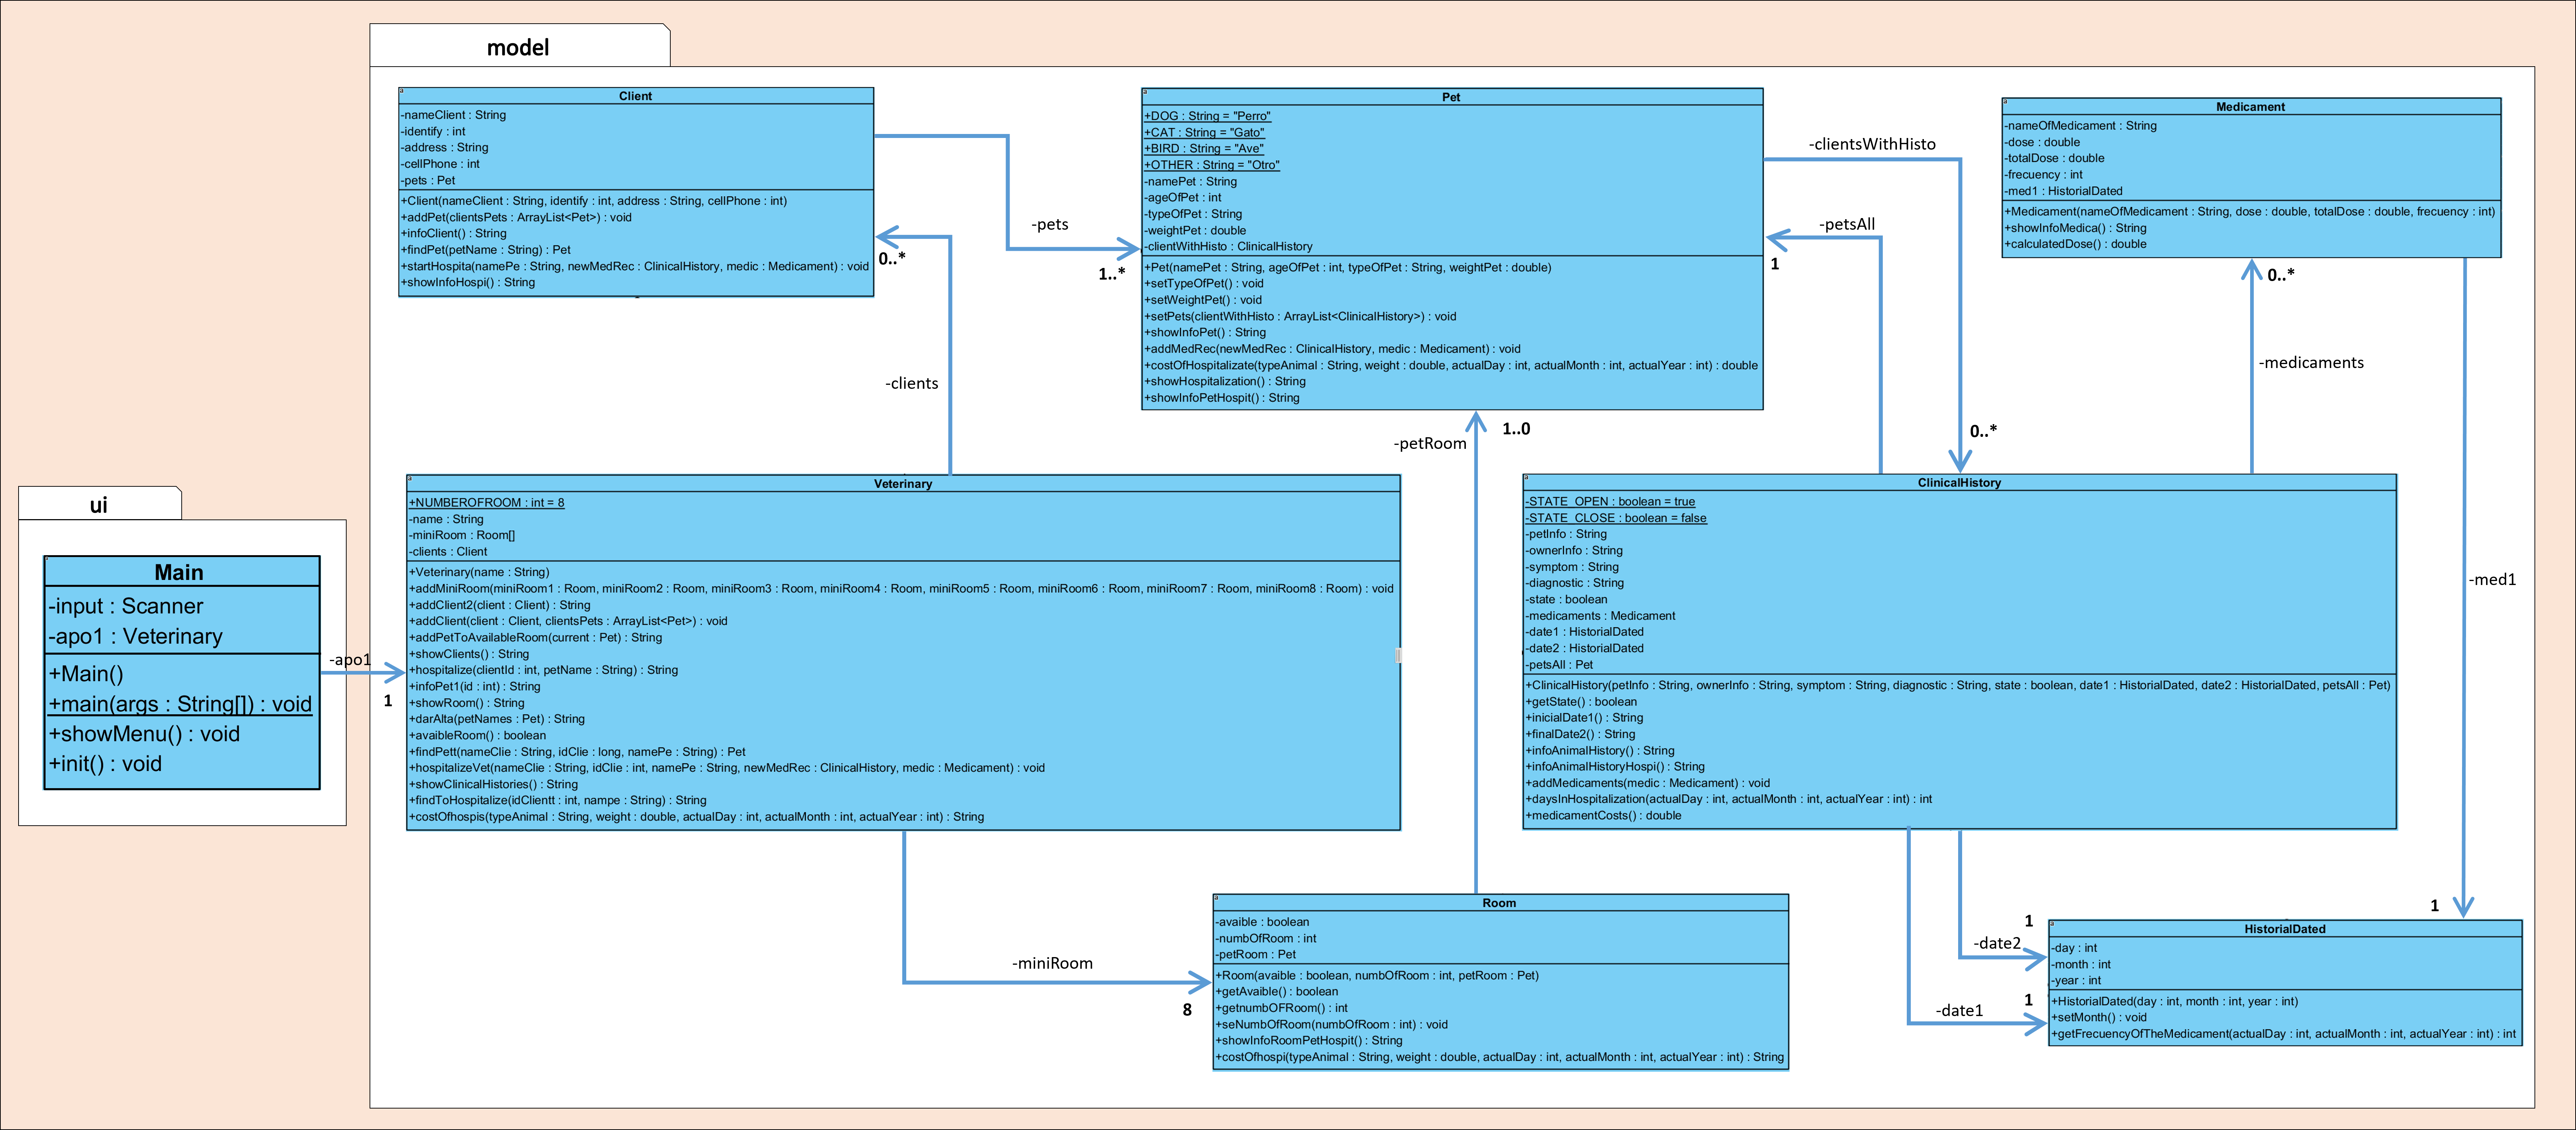 model
Client
-nameClient : String
-identify : int
-address : String
-cellPhone : int
-pets : Pet
+Client(nameClient : String, identify : int, address : String, cellPhone : int)
+addPet(clientsPets : ArrayList<Pet>) : void
+infoClient() : String
+findPet(petName : String) : Pet
+startHospita(namePe : String, newMedRec : ClinicalHistory, medic : Medicament) : void
+showInfoHospi() : String
-pets
1..*
0..*
-clients
Pet
+DOG : String = "Perro"
+CAT : String = "Gato"
+BIRD : String = "Ave"
+OTHER : String = "Otro"
-namePet : String
-ageOfPet : int
-typeOfPet : String
-weightPet : double
-clientWithHisto : ClinicalHistory
+Pet(namePet : String, ageOfPet : int, typeOfPet : String, weightPet : double)
+setTypeOfPet() : void
+setWeightPet() : void
+setPets(clientWithHisto : ArrayList<ClinicalHistory>) : void
+showInfoPet() : String
+addMedRec(newMedRec : ClinicalHistory, medic : Medicament) : void
+costOfHospitalizate(typeAnimal : String, weight : double, actualDay : int, actualMonth : int, actualYear : int) : double
+showHospitalization() : String
+showInfoPetHospit() : String
-clientsWithHisto
-petsAll
1
0..*
-petRoom
1..0
Medicament
-nameOfMedicament : String
-dose : double
-totalDose : double
-frecuency : int
-med1 : HistorialDated
+Medicament(nameOfMedicament : String, dose : double, totalDose : double, frecuency : int)
+showInfoMedica() : String
+calculatedDose() : double
0..*
-medicaments
-med1
1
ui
Main
-input : Scanner
-apo1 : Veterinary
+Main()
+main(args : String[]) : void
+showMenu() : void
+init() : void
-apo1
1
Veterinary
+NUMBEROFROOM : int = 8
-name : String
-miniRoom : Room[]
-clients : Client
+Veterinary(name : String)
+addMiniRoom(miniRoom1 : Room, miniRoom2 : Room, miniRoom3 : Room, miniRoom4 : Room, miniRoom5 : Room, miniRoom6 : Room, miniRoom7 : Room, miniRoom8 : Room) : void
+addClient2(client : Client) : String
+addClient(client : Client, clientsPets : ArrayList<Pet>) : void
+addPetToAvailableRoom(current : Pet) : String
+showClients() : String
+hospitalize(clientId : int, petName : String) : String
+infoPet1(id : int) : String
+showRoom() : String
+darAlta(petNames : Pet) : String
+avaibleRoom() : boolean
+findPett(nameClie : String, idClie : long, namePe : String) : Pet
+hospitalizeVet(nameClie : String, idClie : int, namePe : String, newMedRec : ClinicalHistory, medic : Medicament) : void
+showClinicalHistories() : String
+findToHospitalize(idClientt : int, nampe : String) : String
+costOfhospis(typeAnimal : String, weight : double, actualDay : int, actualMonth : int, actualYear : int) : String
-miniRoom
8
ClinicalHistory
-STATE_OPEN : boolean = true
-STATE_CLOSE : boolean = false
-petInfo : String
-ownerInfo : String
-symptom : String
-diagnostic : String
-state : boolean
-medicaments : Medicament
-date1 : HistorialDated
-date2 : HistorialDated
-petsAll : Pet
+ClinicalHistory(petInfo : String, ownerInfo : String, symptom : String, diagnostic : String, state : boolean, date1 : HistorialDated, date2 : HistorialDated, petsAll : Pet)
+getState() : boolean
+inicialDate1() : String
+finalDate2() : String
+infoAnimalHistory() : String
+infoAnimalHistoryHospi() : String
+addMedicaments(medic : Medicament) : void
+daysInHospitalization(actualDay : int, actualMonth : int, actualYear : int) : int
+medicamentCosts() : double
1
-date2
1
-date1
Room
-avaible : boolean
-numbOfRoom : int
-petRoom : Pet
+Room(avaible : boolean, numbOfRoom : int, petRoom : Pet)
+getAvaible() : boolean
+getnumbOFRoom() : int
+seNumbOfRoom(numbOfRoom : int) : void
+showInfoRoomPetHospit() : String
+costOfhospi(typeAnimal : String, weight : double, actualDay : int, actualMonth : int, actualYear : int) : String
HistorialDated
-day : int
-month : int
-year : int
+HistorialDated(day : int, month : int, year : int)
+setMonth() : void
+getFrecuencyOfTheMedicament(actualDay : int, actualMonth : int, actualYear : int) : int